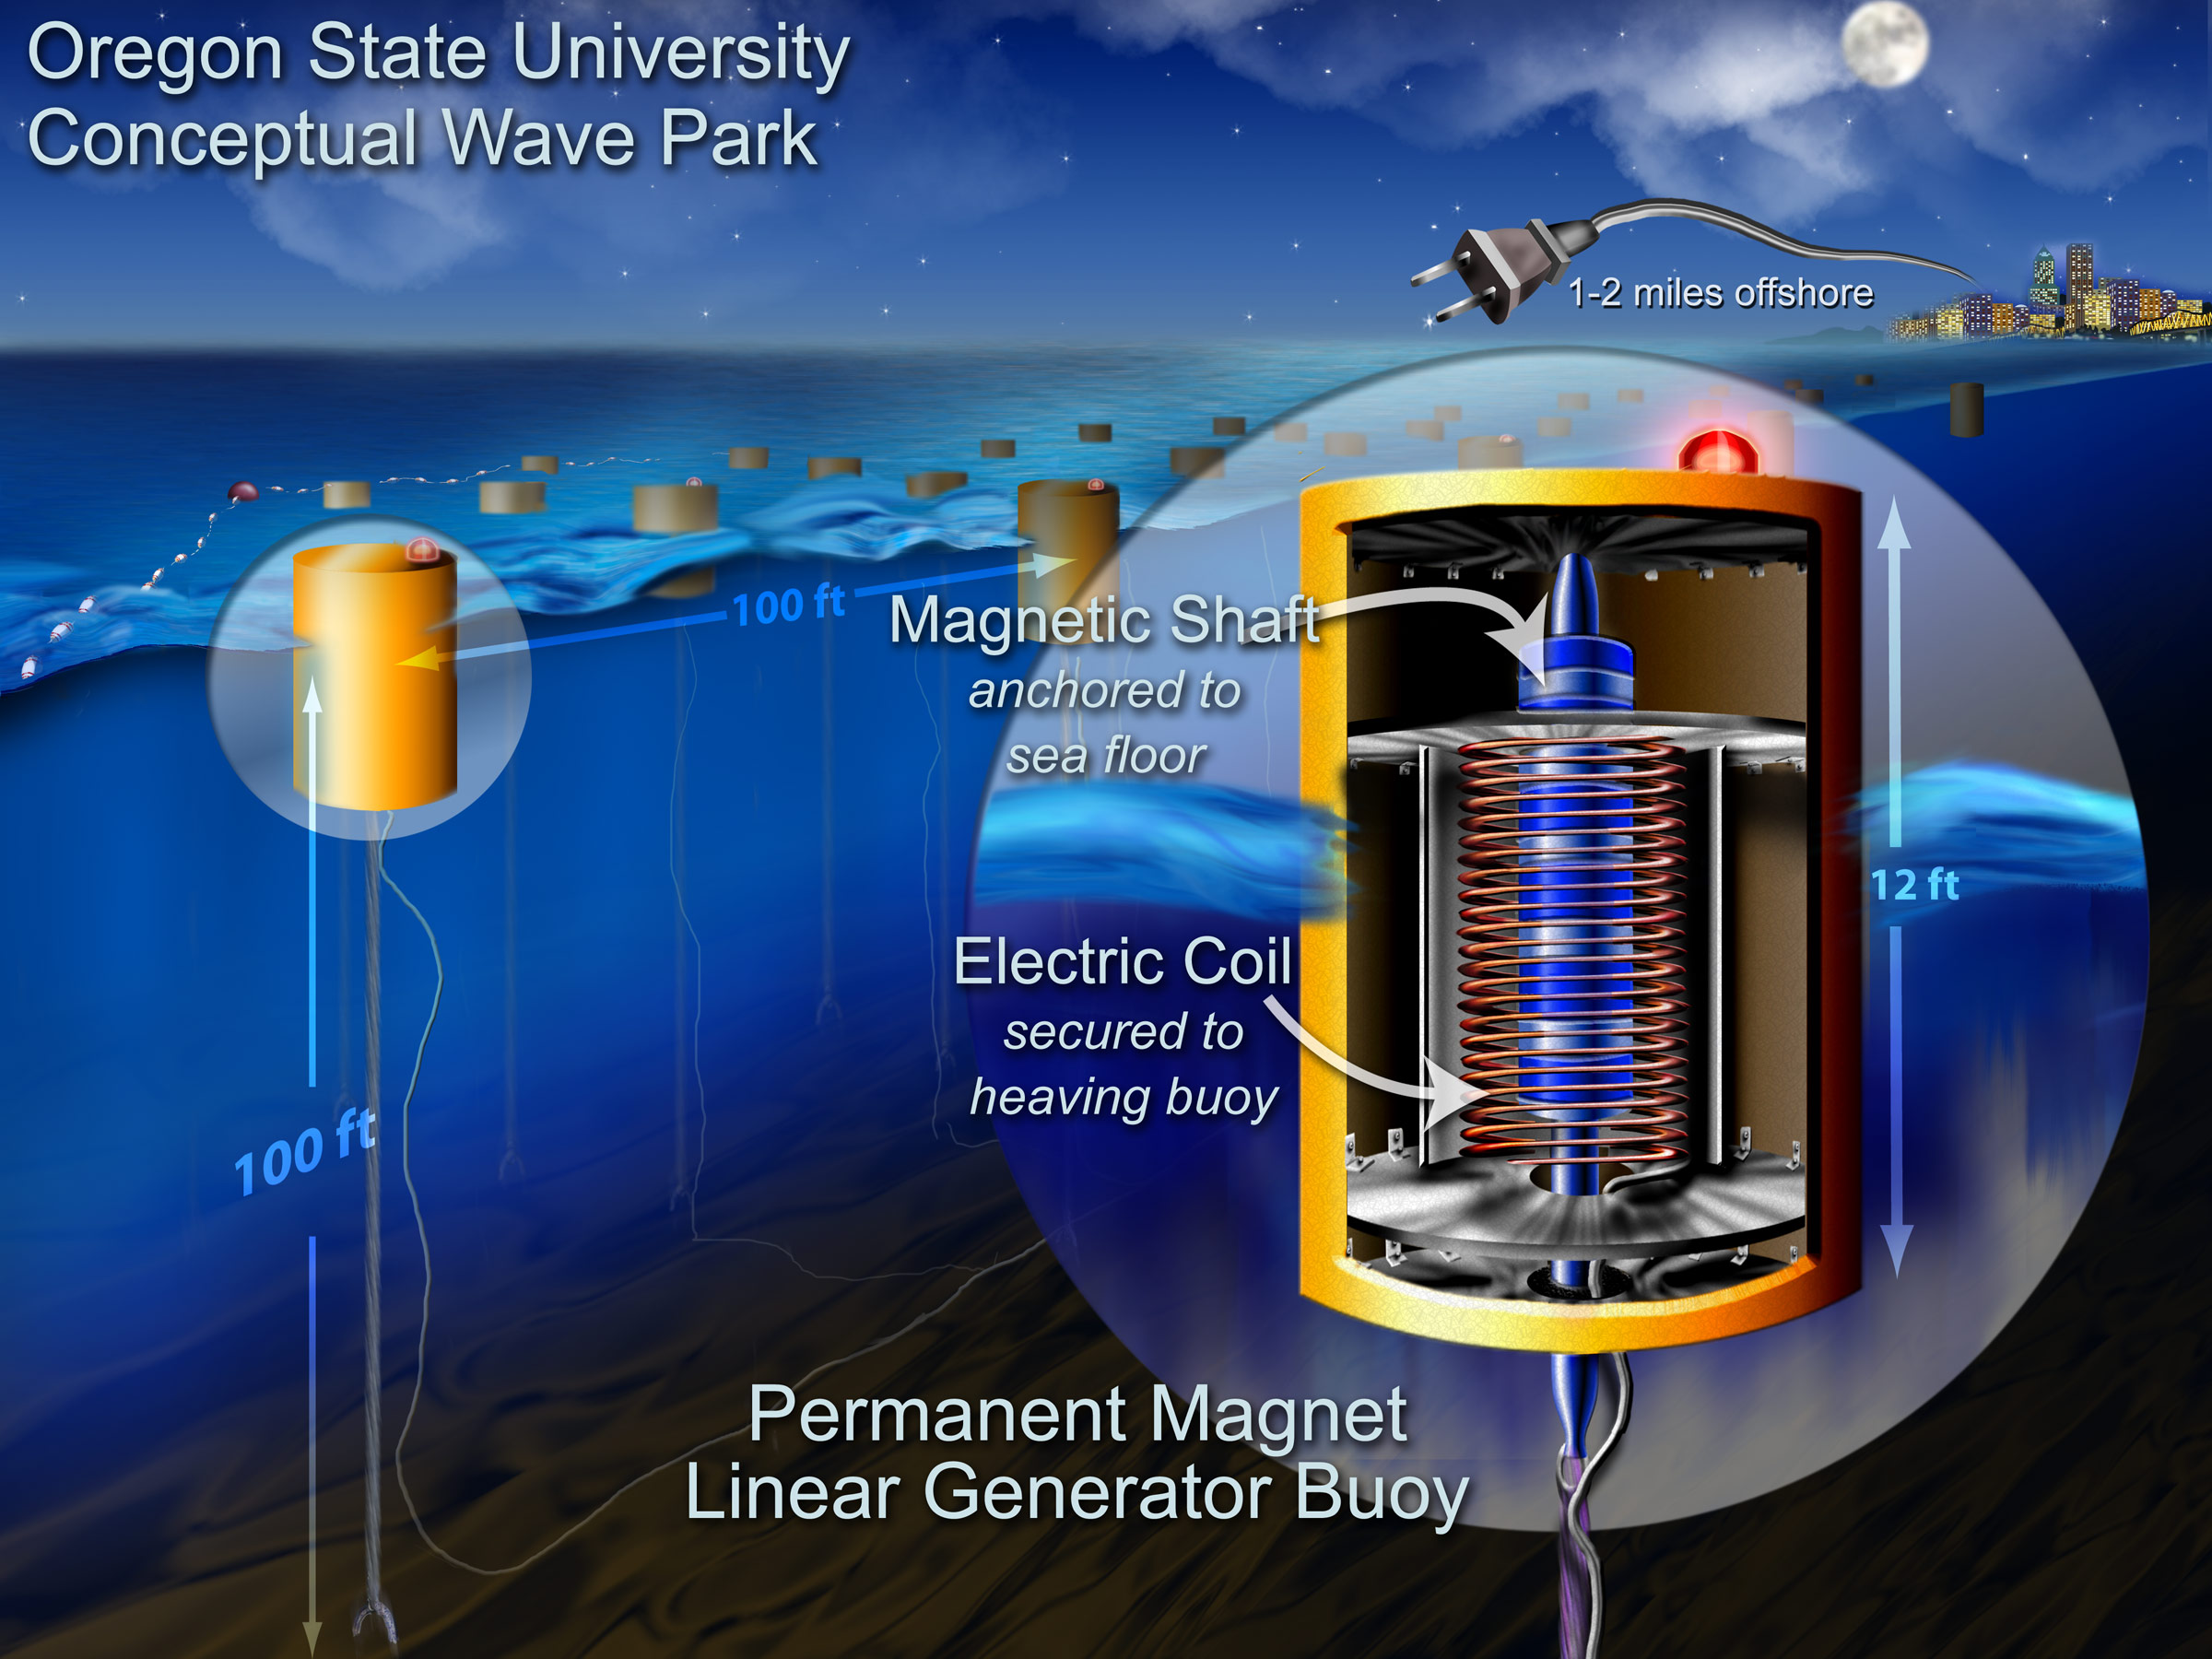 Oregon State University
Conceptual Wave Park
1-2 miles offshore
100 ft
Magnetic Shaft
anchored to
sea floor
12 ft
Electric Coil
secured to
heaving buoy
100 ft
Permanent Magnet
Linear Generator Buoy